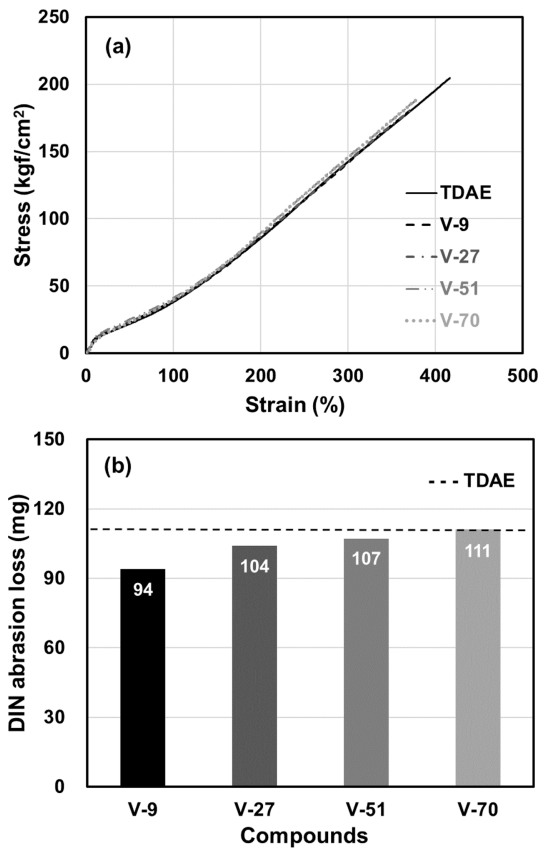 250
(a)
200
150
100
50
0
Stress (kgf/cm²)
TDAE
V-9
V-27
V-51
V-70
0 100 200 300 400 500
Strain (%)
150
(b)
TDAE
120
90
60
30
0
DIN abrasion loss (mg)
94 104 107 111
V-9 V-27 V-51 V-70
Compounds